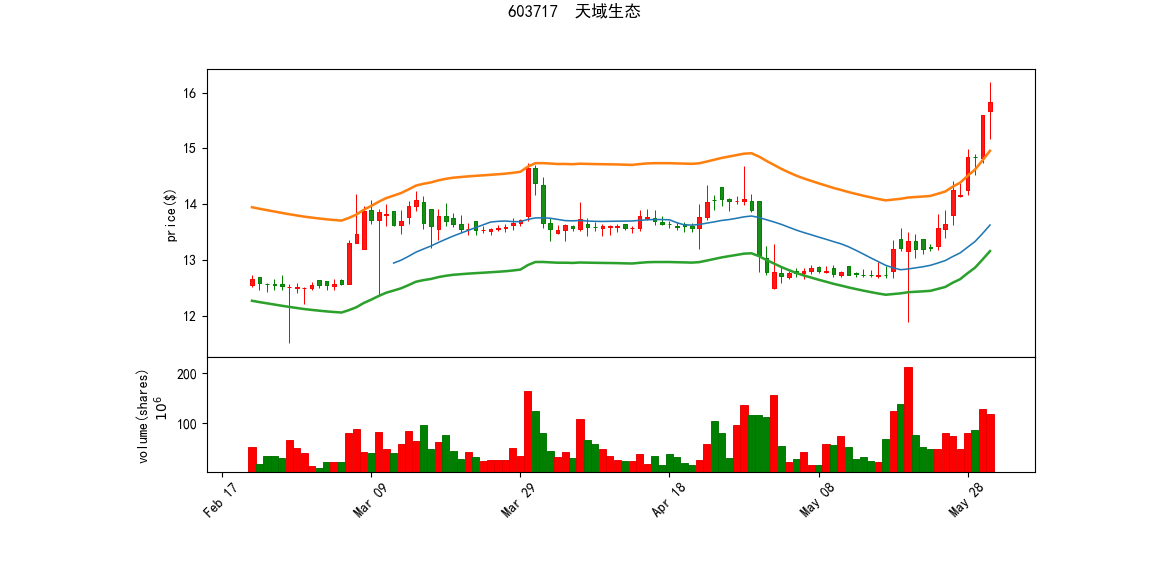 603717 天域生态
price($)
16
15
14
13
12
volume(shares)
10^6
200
100
Feb 17
Mar 09
Mar 29
Apr 18
May 08
May 28